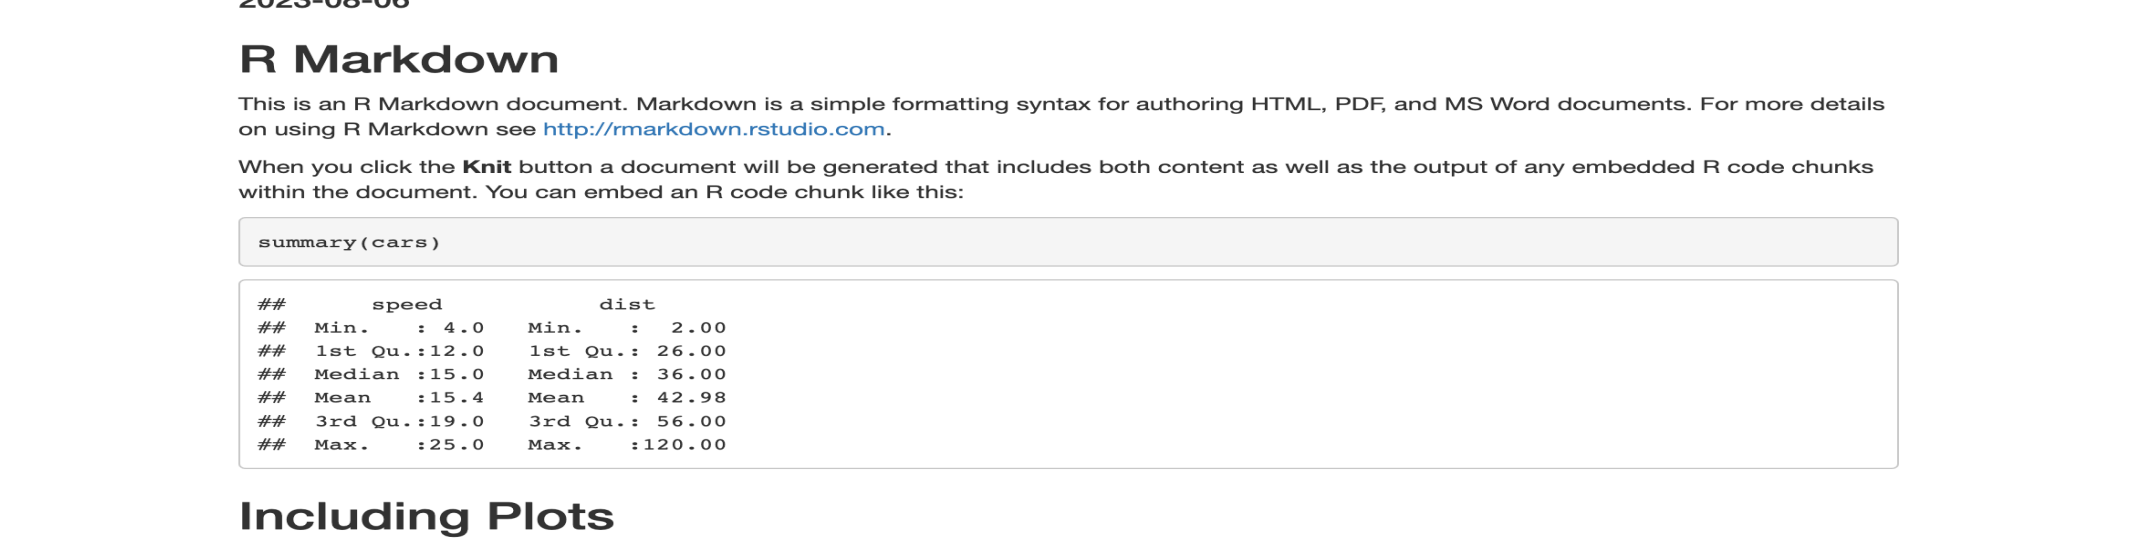 2023-08-06
R Markdown
This is an R Markdown document. Markdown is a simple formatting syntax for authoring HTML, PDF, and MS Word documents. For more details
on using R Markdown see http://rmarkdown.rstudio.com.
When you click the Knit button a document will be generated that includes both content as well as the output of any embedded R code chunks
within the document. You can embed an R code chunk like this:
summary(cars)
##      speed           dist
##  Min.   : 4.0   Min.   :  2.00
##  1st Qu.:12.0   1st Qu.: 26.00
##  Median :15.0   Median : 36.00
##  Mean   :15.4   Mean   : 42.98
##  3rd Qu.:19.0   3rd Qu.: 56.00
##  Max.   :25.0   Max.   :120.00
Including Plots